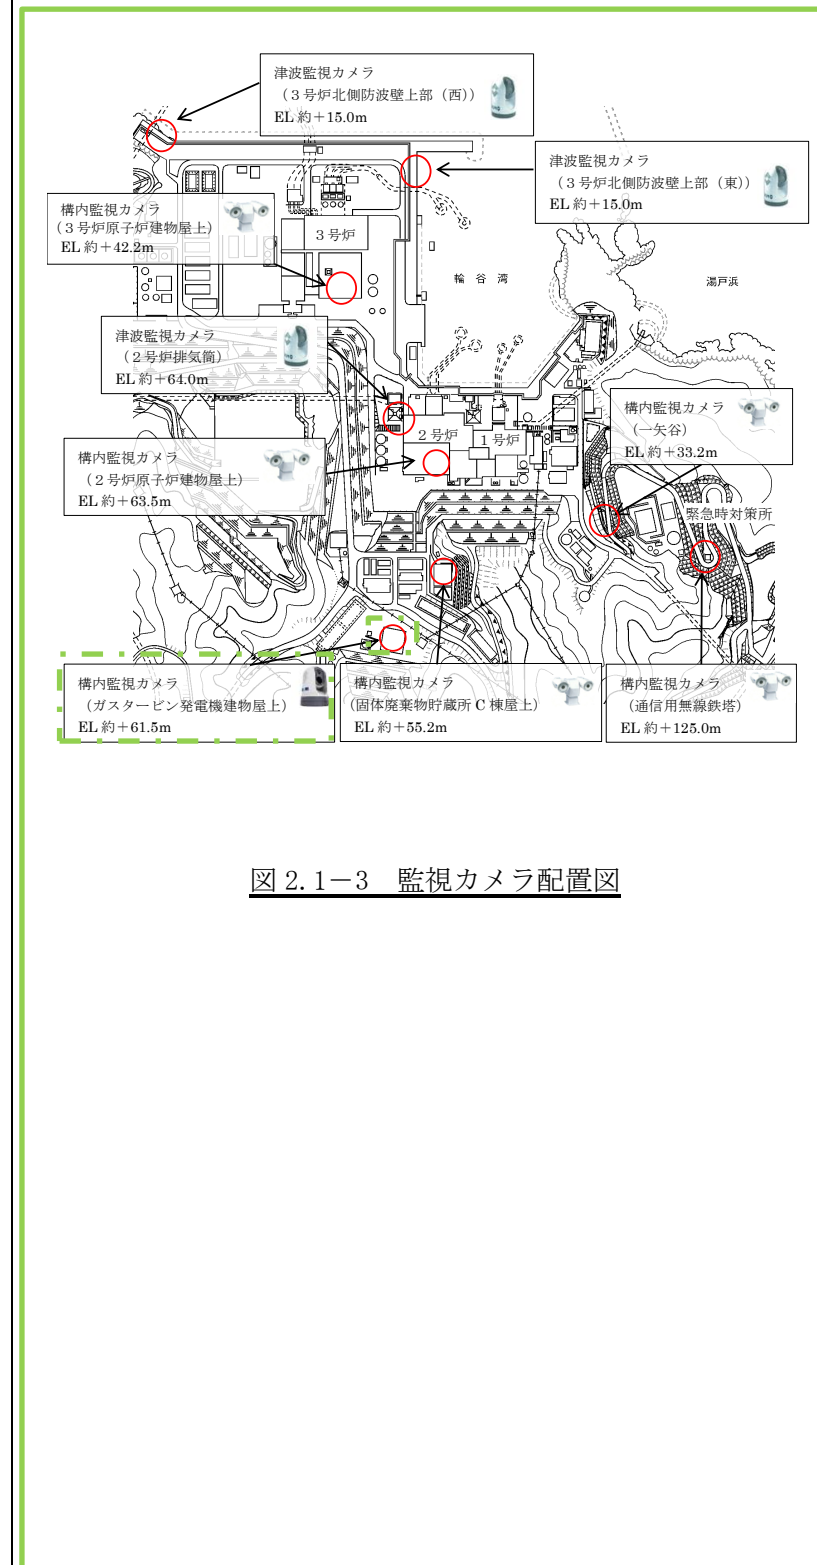 津波監視カメラ
（３号炉北側防波壁上部（西））
EL 約＋15.0m
津波監視カメラ
（３号炉北側防波壁上部（東））
EL 約＋15.0m
構内監視カメラ
（３号炉原子炉建物屋上）
EL 約＋42.2m
３号炉
輪谷湾
湯戸浜
津波監視カメラ
（２号炉排気筒）
EL 約＋64.0m
構内監視カメラ
（一矢谷）
EL 約＋33.2m
２号炉
１号炉
構内監視カメラ
（２号炉原子炉建物屋上）
EL 約＋63.5m
緊急時対策所
構内監視カメラ
（ガスタービン発電機建物屋上）
EL 約＋61.5m
構内監視カメラ
（固体廃棄物貯蔵所 C 棟屋上）
EL 約＋55.2m
構内監視カメラ
（通信用無線鉄塔）
EL 約＋125.0m
図 2.1－3　監視カメラ配置図